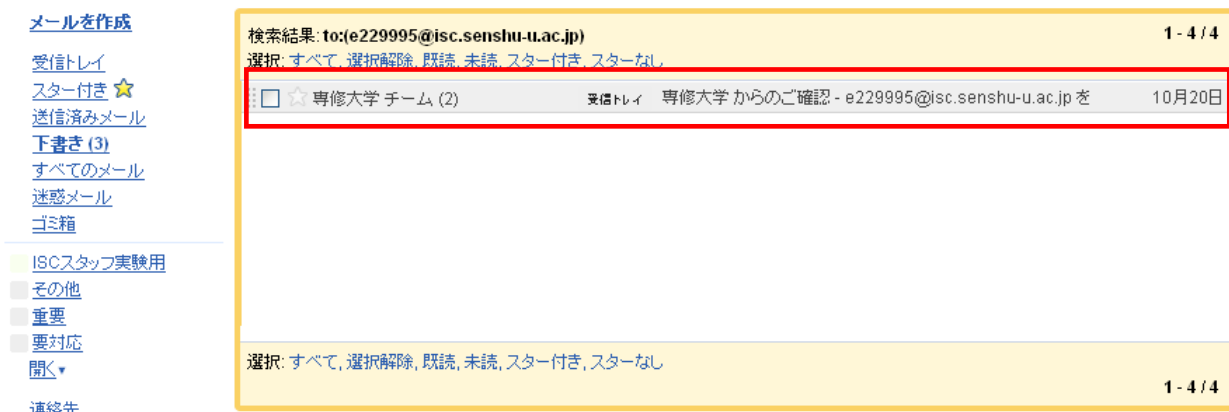 メールを作成
受信トレイ
スター付き
送信済みメール
下書き (3)
すべてのメール
迷惑メール
ゴミ箱
ISCスタッフ実験用
その他
重要
要対応
開く▼
連絡先
検索結果: to:(e229995@isc.senshu-u.ac.jp) 1 - 4 / 4
選択: すべて, 選択解除, 既読, 未読, スター付き, スターなし
専修大学 チーム (2) 受信トレイ 専修大学 からのご確認 - e229995@isc.senshu-u.ac.jp を 10月20日
選択: すべて, 選択解除, 既読, 未読, スター付き, スターなし
1 - 4 / 4